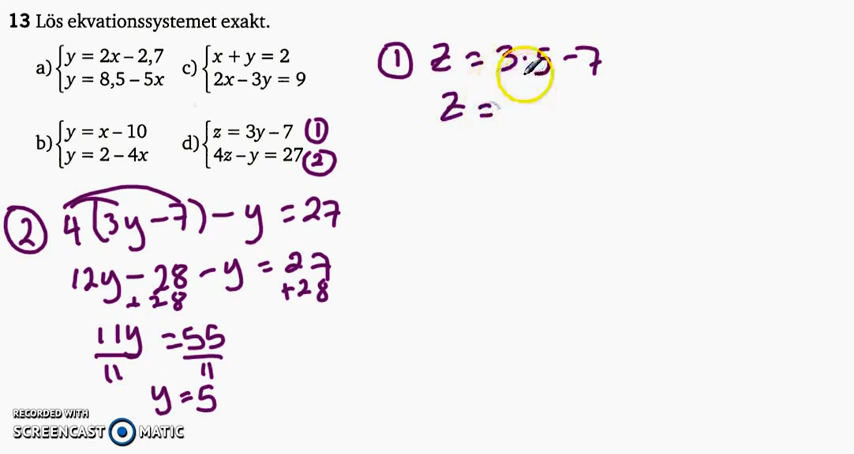 13 Lös ekvationssystemet exakt.
a) { y = 2x – 2,7
y = 8,5 – 5x
c) { x + y = 2
2x – 3y = 9
b) { y = x – 10
y = 2 – 4x
d) { z = 3y – 7 ①
4z – y = 27 ②
② 4(3y – 7) – y = 27
12y – 28 – y = 27
+ 28 +28
11y = 55
11 11
y = 5
① z = 3·5 – 7
z =
RECORDED WITH
SCREENCAST MATIC